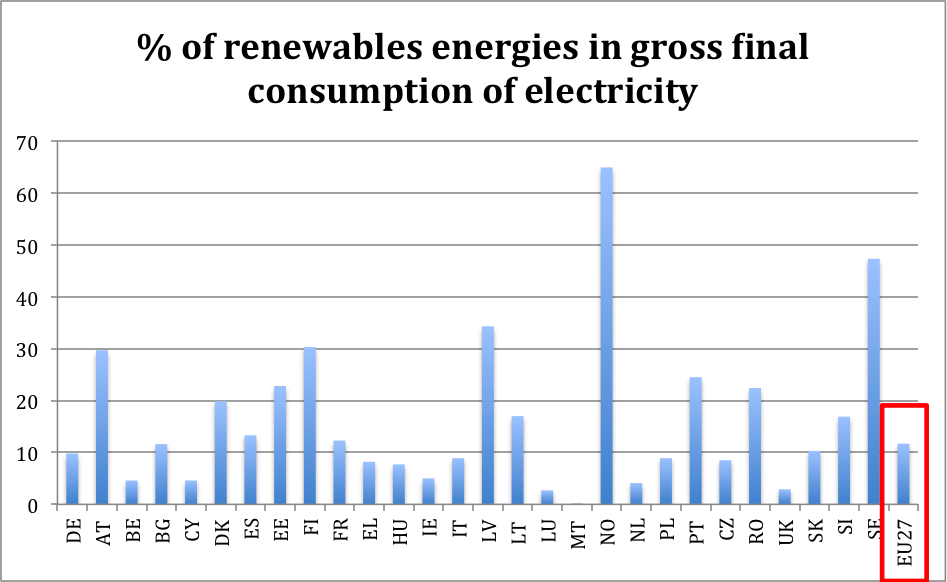 % of renewables energies in gross final
consumption of electricity
70
60
50
40
30
20
10
0
DE
AT
BE
BG
CY
DK
ES
EE
FI
FR
EL
HU
IE
IT
LV
LT
LU
MT
NO
NL
PL
PT
CZ
RO
UK
SK
SI
SE
EU27